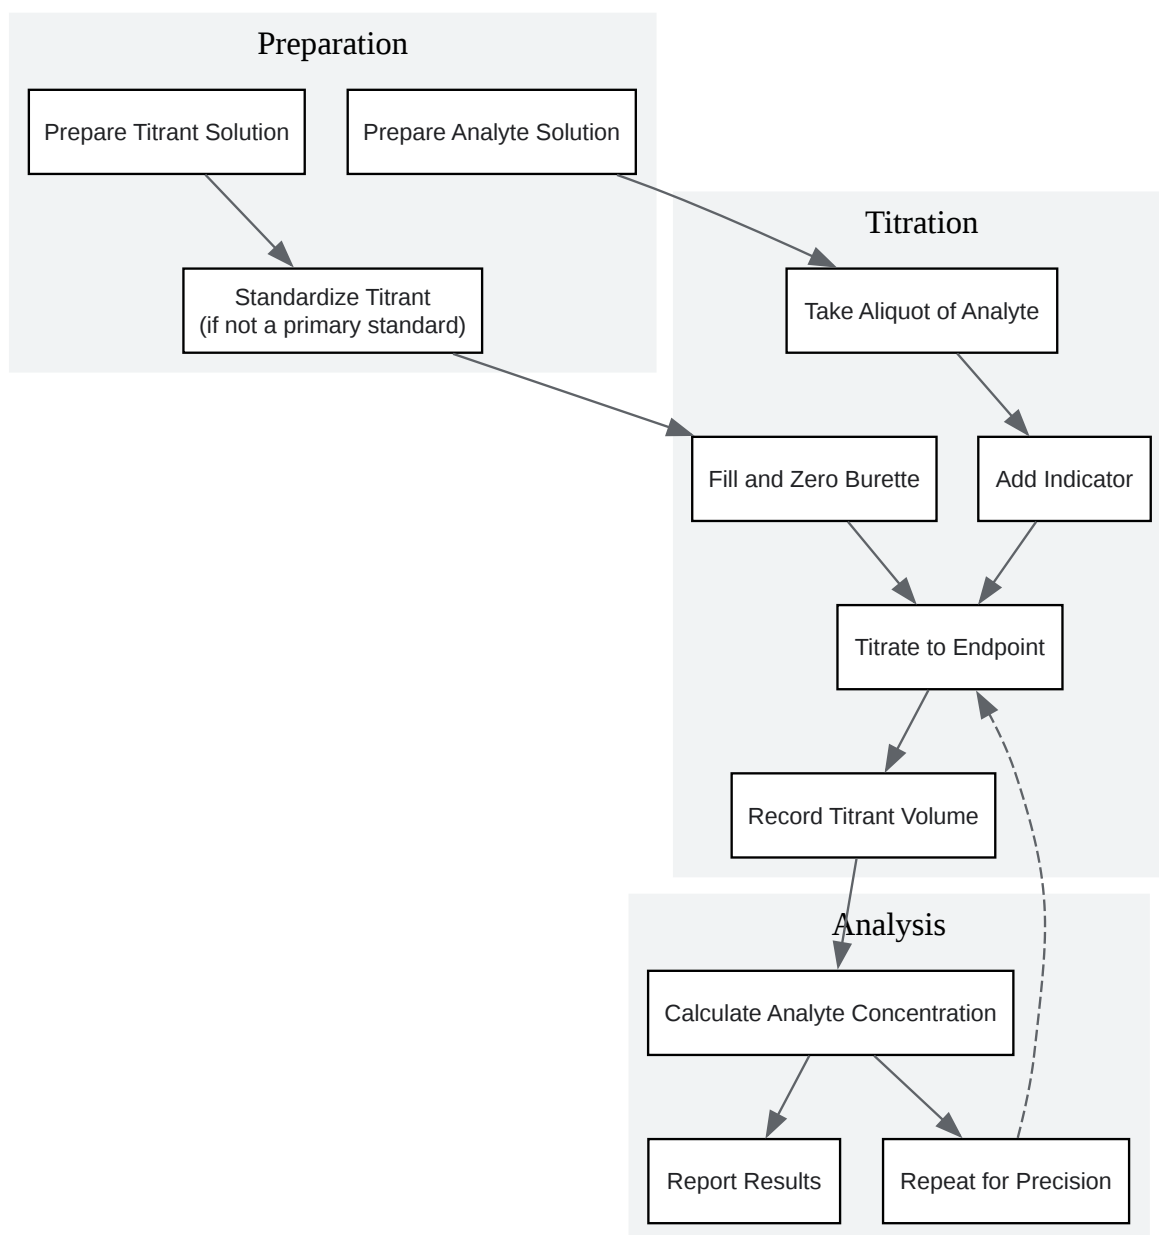 Preparation
Prepare Titrant Solution
Prepare Analyte Solution
Titration
Standardize Titrant
(if not a primary standard)
Take Aliquot of Analyte
Fill and Zero Burette
Add Indicator
Titrate to Endpoint
Record Titrant Volume
Analysis
Calculate Analyte Concentration
Report Results
Repeat for Precision